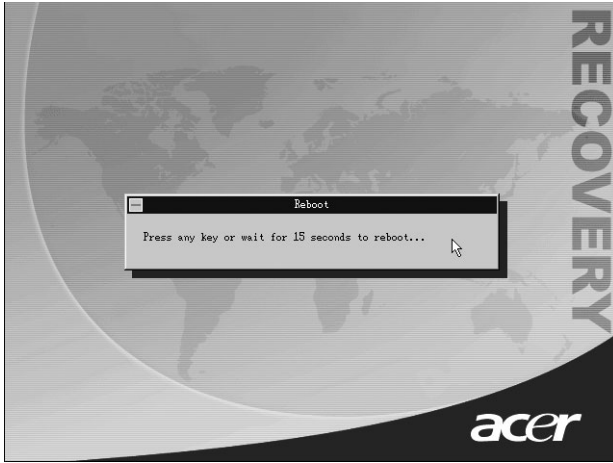 RECOVERY
Reboot
Press any key or wait for 15 seconds to reboot...
acer